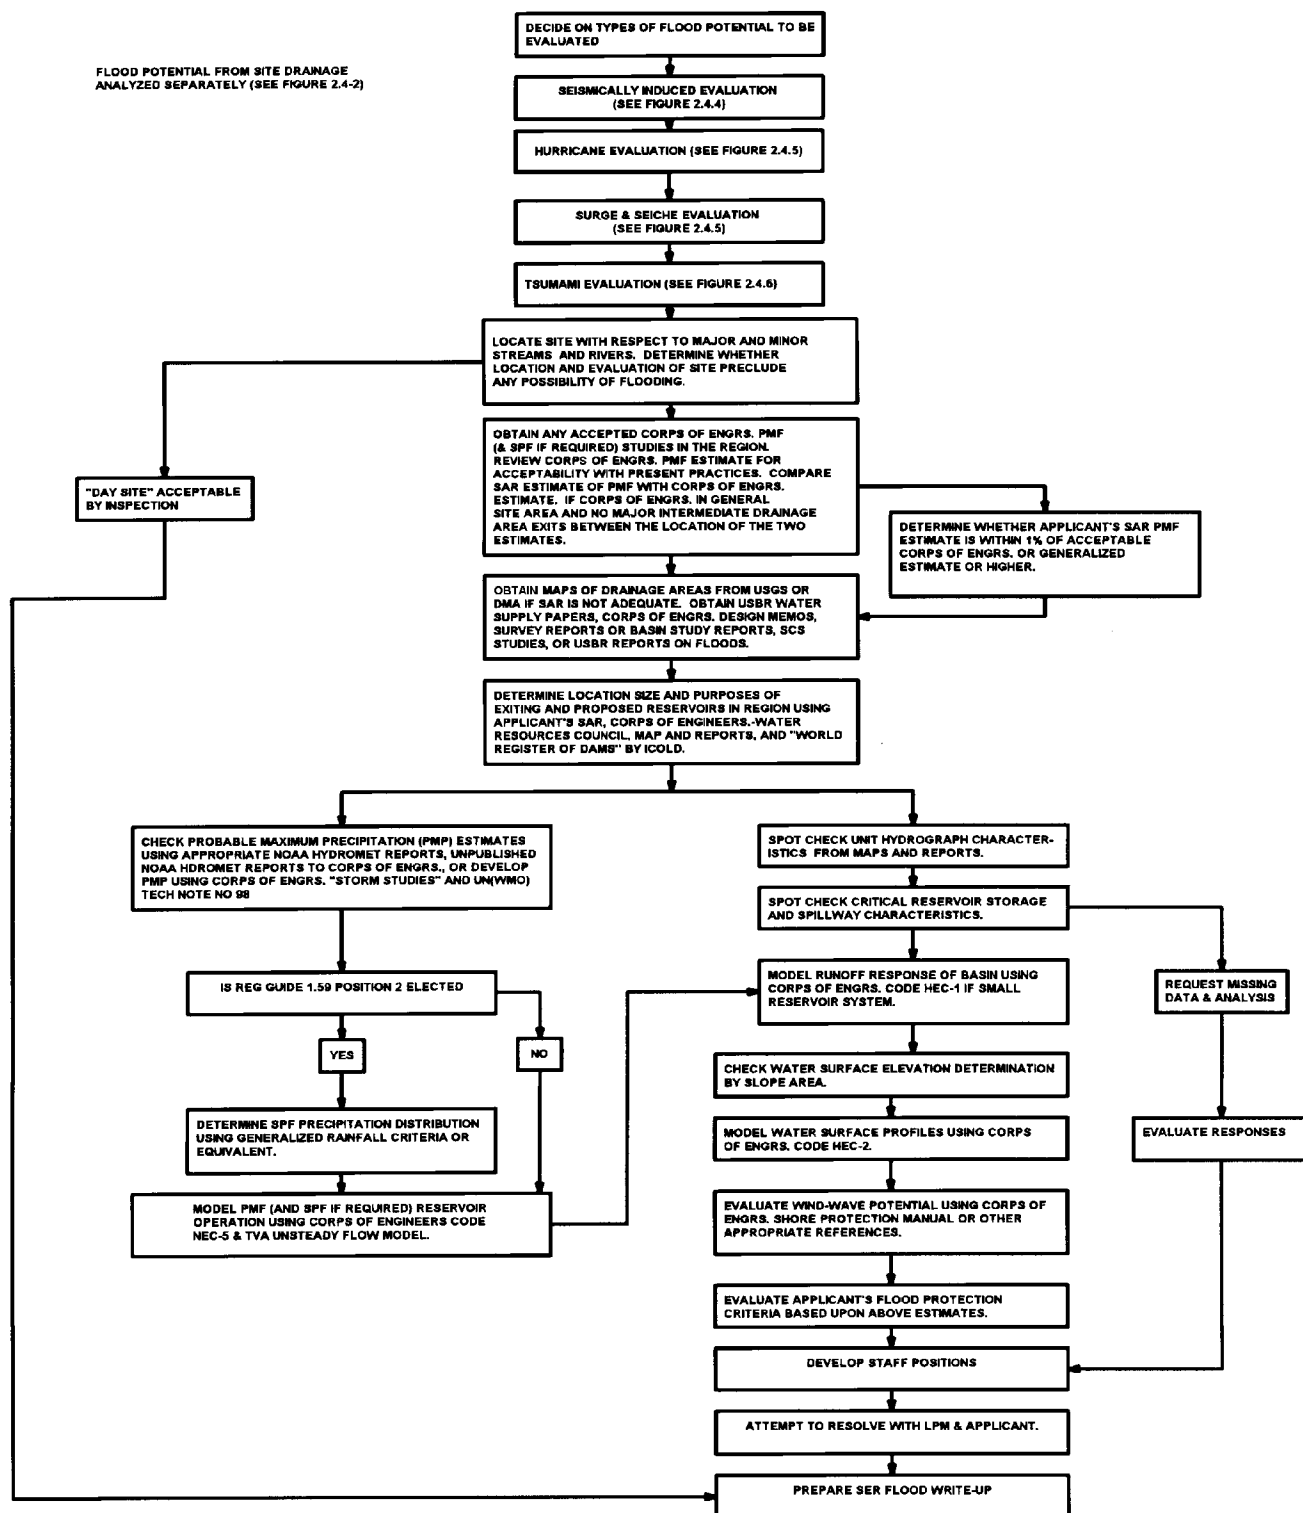 DECIDE ON TYPES OF FLOOD POTENTIAL TO BE
EVALUATED
FLOOD POTENTIAL FROM SITE DRAINAGE
ANALYZED SEPARATELY (SEE FIGURE 2.4-2)
SEISMICALLY INDUCED EVALUATION
(SEE FIGURE 2.4.4)
HURRICANE EVALUATION (SEE FIGURE 2.4.5)
SURGE & SEICHE EVALUATION
(SEE FIGURE 2.4.5)
TSUMAMI EVALUATION (SEE FIGURE 2.4.6)
LOCATE SITE WITH RESPECT TO MAJOR AND MINOR
STREAMS AND RIVERS. DETERMINE WHETHER
LOCATION AND EVALUATION OF SITE PRECLUDE
ANY POSSIBILITY OF FLOODING.
OBTAIN ANY ACCEPTED CORPS OF ENGRS. PMF
(& SPF IF REQUIRED) STUDIES IN THE REGION.
REVIEW CORPS OF ENGRS. PMF ESTIMATE FOR
ACCEPTABILITY WITH PRESENT PRACTICES. COMPARE
SAR ESTIMATE OF PMF WITH CORPS OF ENGRS.
ESTIMATE. IF CORPS OF ENGRS. IN GENERAL
SITE AREA AND NO MAJOR INTERMEDIATE DRAINAGE
AREA EXITS BETWEEN THE LOCATION OF THE TWO
ESTIMATES.
"DAY SITE" ACCEPTABLE
BY INSPECTION
DETERMINE WHETHER APPLICANT'S SAR PMF
ESTIMATE IS WITHIN 1% OF ACCEPTABLE
CORPS OF ENGRS. OR GENERALIZED
ESTIMATE OR HIGHER.
OBTAIN MAPS OF DRAINAGE AREAS FROM USGS OR
DMA IF SAR IS NOT ADEQUATE. OBTAIN USBR WATER
SUPPLY PAPERS, CORPS OF ENGRS. DESIGN MEMOS,
SURVEY REPORTS OR BASIN STUDY REPORTS, SCS
STUDIES, OR USBR REPORTS ON FLOODS.
DETERMINE LOCATION SIZE AND PURPOSES OF
EXITING AND PROPOSED RESERVOIRS IN REGION USING
APPLICANT'S SAR, CORPS OF ENGINEERS.-WATER
RESOURCES COUNCIL, MAP AND REPORTS, AND "WORLD
REGISTER OF DAMS" BY ICOLD.
CHECK PROBABLE MAXIMUM PRECIPITATION (PMP) ESTIMATES
USING APPROPRIATE NOAA HYDROMET REPORTS, UNPUBLISHED
NOAA HDROMET REPORTS TO CORPS OF ENGRS., OR DEVELOP
PMP USING CORPS OF ENGRS. "STORM STUDIES" AND UN(WMO)
TECH NOTE NO 98
SPOT CHECK UNIT HYDROGRAPH CHARACTER-
ISTICS FROM MAPS AND REPORTS.
SPOT CHECK CRITICAL RESERVOIR STORAGE
AND SPILLWAY CHARACTERISTICS.
IS REG GUIDE 1.59 POSITION 2 ELECTED
MODEL RUNOFF RESPONSE OF BASIN USING
CORPS OF ENGRS. CODE HEC-1 IF SMALL
RESERVOIR SYSTEM.
REQUEST MISSING
DATA & ANALYSIS
YES
NO
CHECK WATER SURFACE ELEVATION DETERMINATION
BY SLOPE AREA.
DETERMINE SPF PRECIPITATION DISTRIBUTION
USING GENERALIZED RAINFALL CRITERIA OR
EQUIVALENT.
MODEL WATER SURFACE PROFILES USING CORPS
OF ENGRS. CODE HEC-2.
EVALUATE RESPONSES
MODEL PMF (AND SPF IF REQUIRED) RESERVOIR
OPERATION USING CORPS OF ENGINEERS CODE
NEC-5 & TVA UNSTEADY FLOW MODEL.
EVALUATE WIND-WAVE POTENTIAL USING CORPS OF
ENGRS. SHORE PROTECTION MANUAL OR OTHER
APPROPRIATE REFERENCES.
EVALUATE APPLICANT'S FLOOD PROTECTION
CRITERIA BASED UPON ABOVE ESTIMATES.
DEVELOP STAFF POSITIONS
ATTEMPT TO RESOLVE WITH LPM & APPLICANT.
PREPARE SER FLOOD WRITE-UP